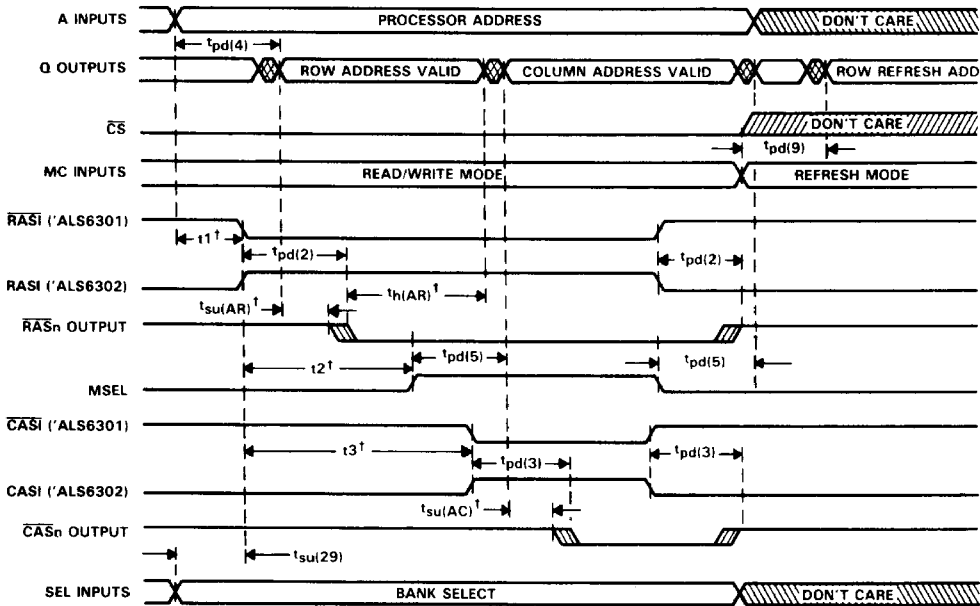 A INPUTS PROCESSOR ADDRESS DON'T CARE
tpd(4)
Q OUTPUTS ROW ADDRESS VALID COLUMN ADDRESS VALID ROW REFRESH ADD
CS DON'T CARE
tpd(9)
MC INPUTS READ/WRITE MODE REFRESH MODE
RASI ('ALS6301)
t1† tpd(2) tpd(2)
RASI ('ALS6302)
tsu(AR)† th(AR)†
RASn OUTPUT
t2† tpd(5) tpd(5)
MSEL
CASI ('ALS6301)
t3† tpd(3) tpd(3)
CASI ('ALS6302)
tsu(AC)†
CASn OUTPUT
tsu(29)
SEL INPUTS BANK SELECT DON'T CARE